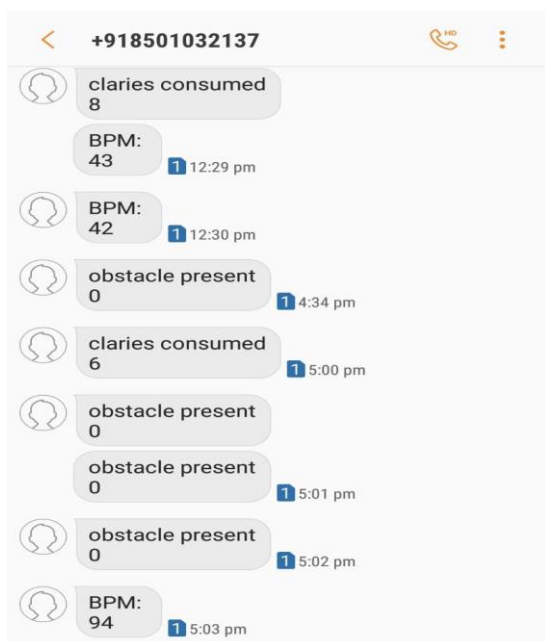 +918501032137
HD
claries consumed
8
BPM:
43
1 12:29 pm
BPM:
42
1 12:30 pm
obstacle present
0
1 4:34 pm
claries consumed
6
1 5:00 pm
obstacle present
0
obstacle present
0
1 5:01 pm
obstacle present
0
1 5:02 pm
BPM:
94
1 5:03 pm